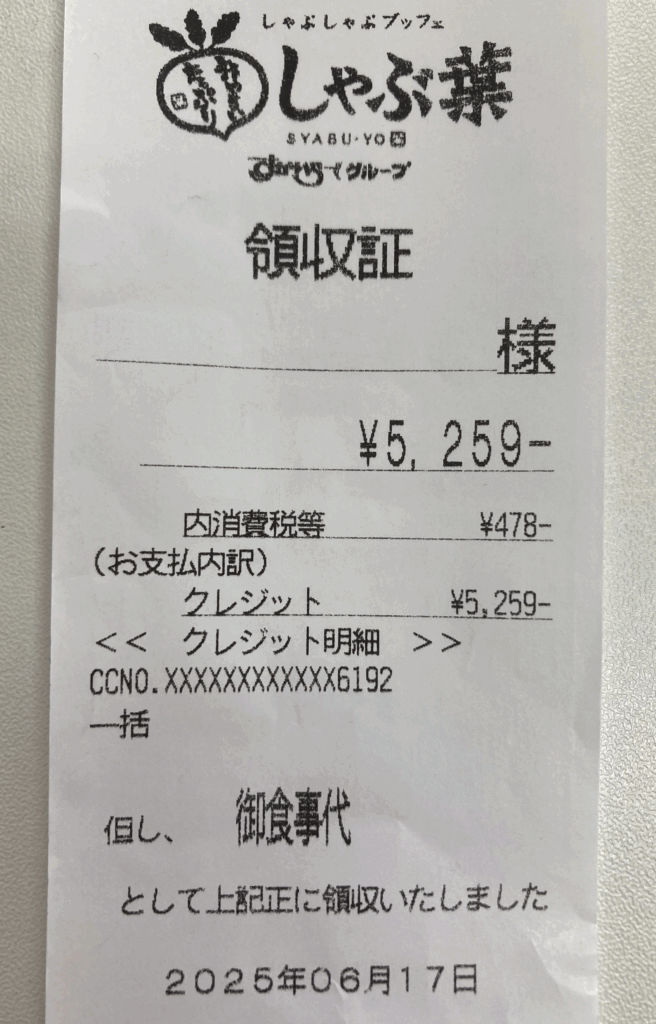 しゃぶしゃぶブッフェ
しゃぶ葉
SYABU・YO
すかいらーくグループ
領収証
様
¥5,259-
内消費税等 ¥478-
(お支払内訳)
クレジット ¥5,259-
<< クレジット明細 >>
CCNO.XXXXXXXXXXXX6192
一括
但し、 御食事代
として上記正に領収いたしました
2025年06月17日